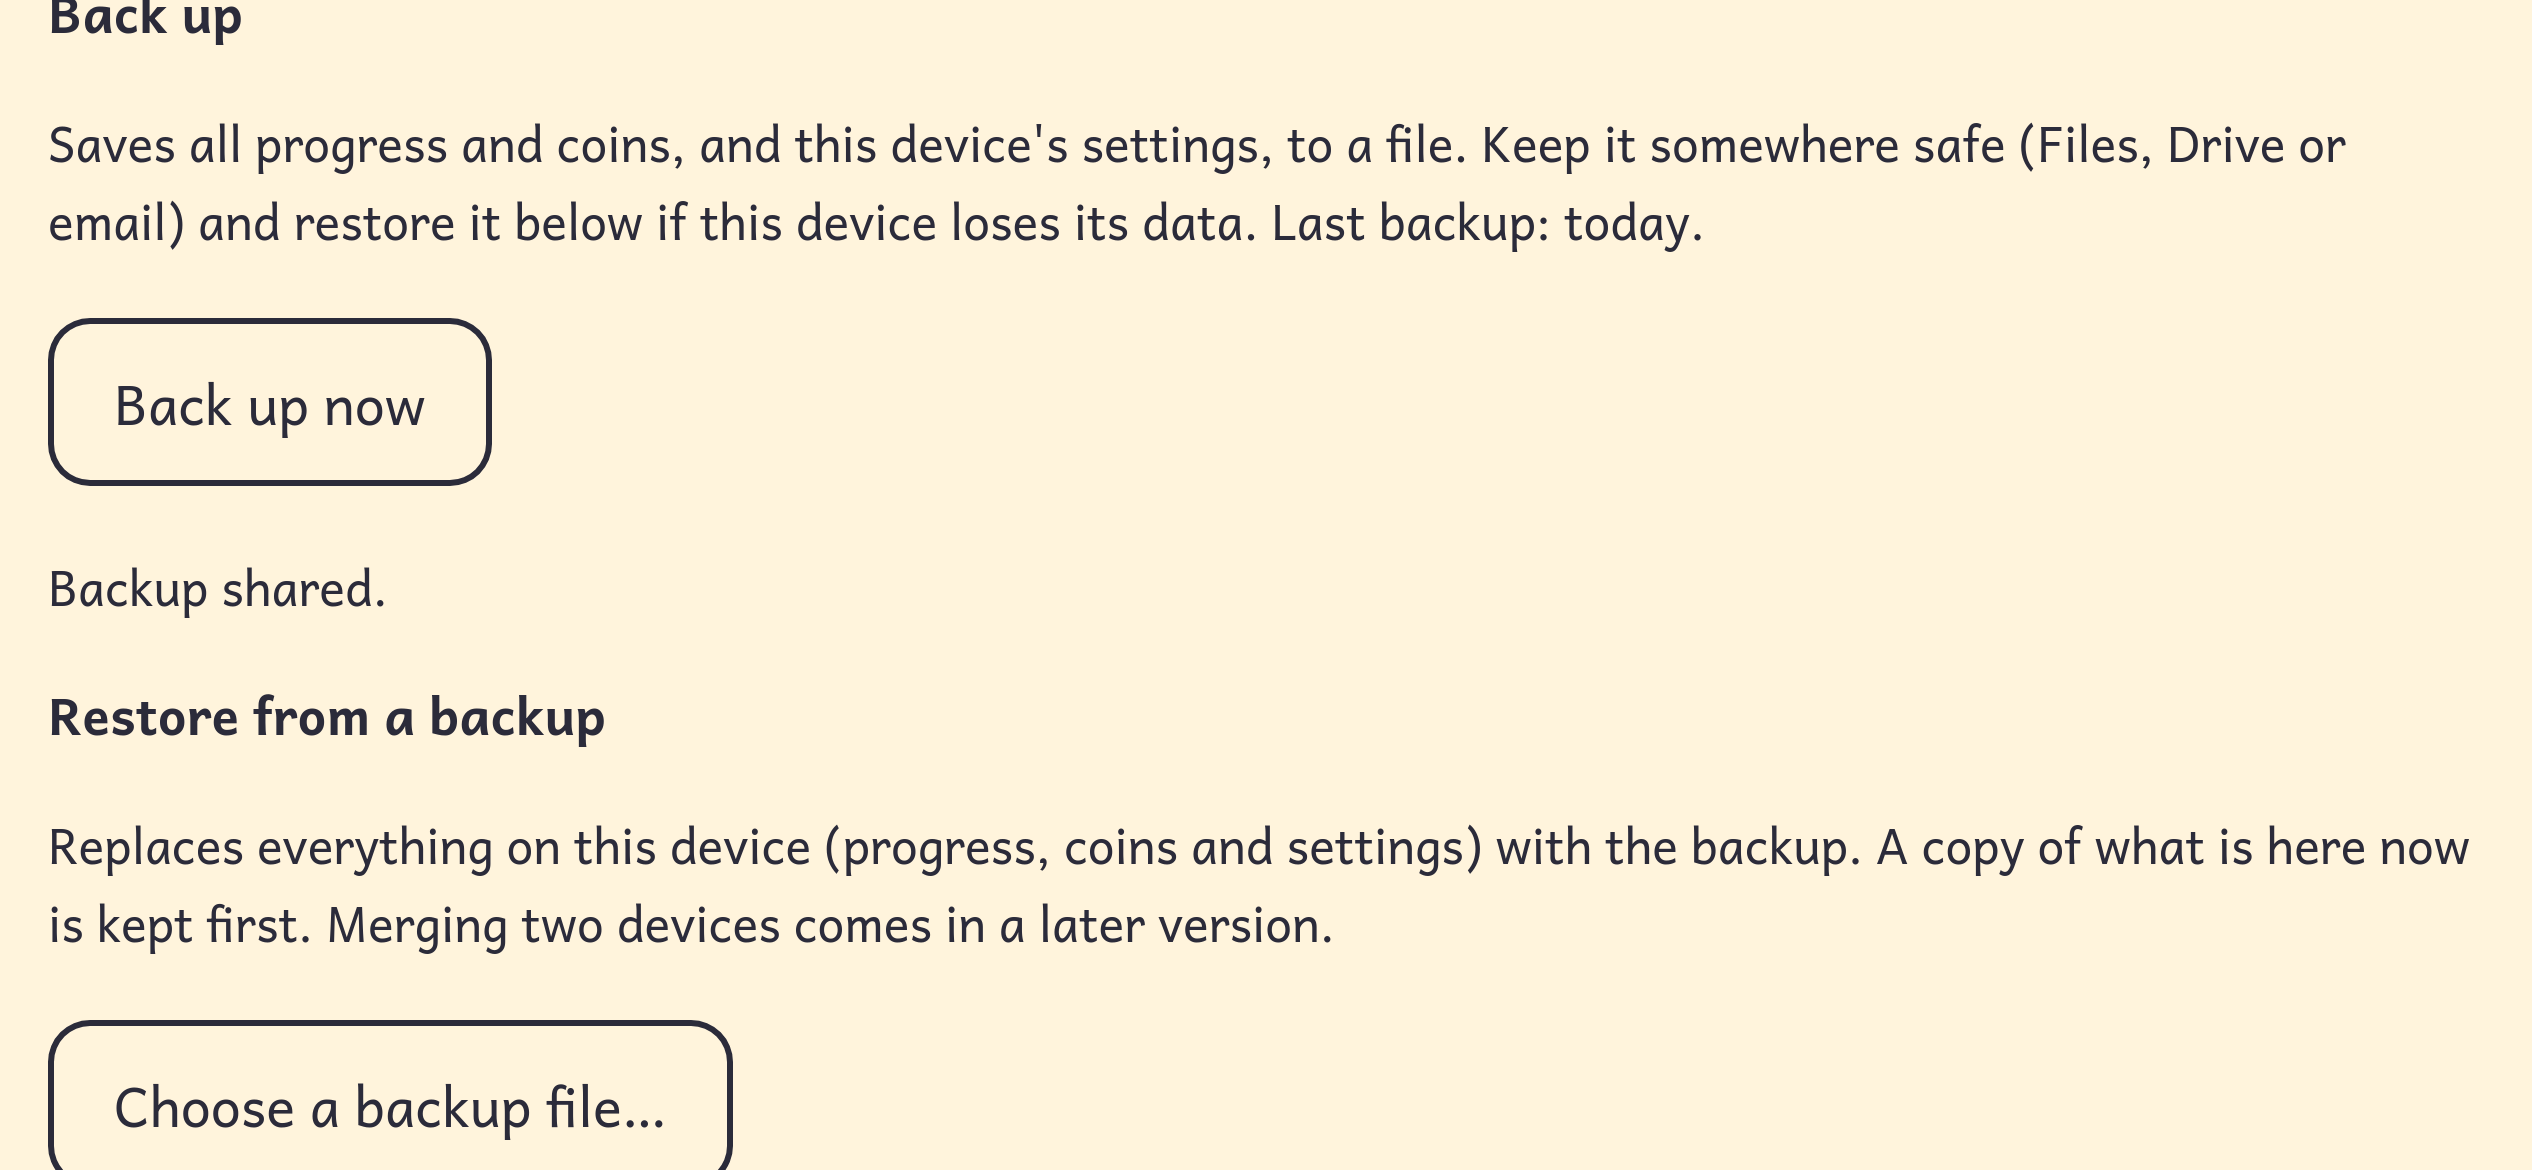 Back up
Saves all progress and coins, and this device's settings, to a file. Keep it somewhere safe (Files, Drive or
email) and restore it below if this device loses its data. Last backup: today.
Back up now
Backup shared.
Restore from a backup
Replaces everything on this device (progress, coins and settings) with the backup. A copy of what is here now
is kept first. Merging two devices comes in a later version.
Choose a backup file...